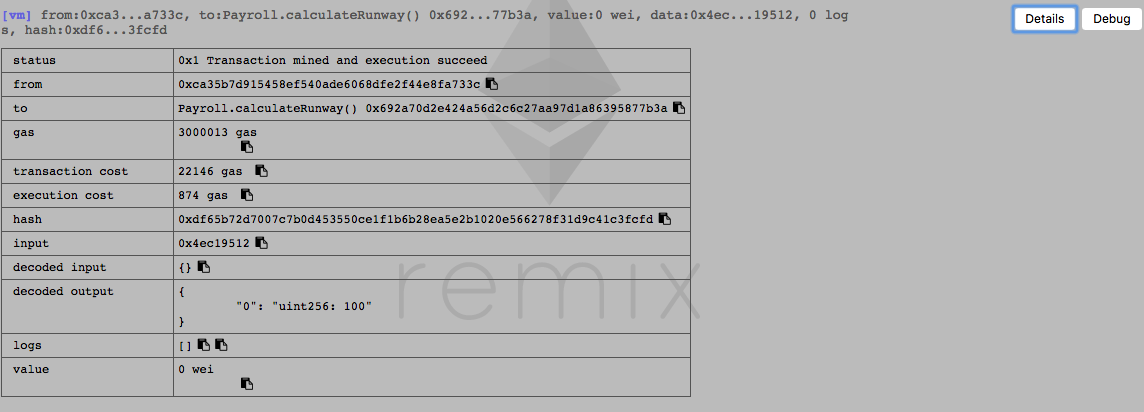 [vm] from:0xca3...a733c, to:Payroll.calculateRunway() 0x692...77b3a, value:0 wei, data:0x4ec...19512, 0 log
s, hash:0xdf6...3fcfd
Details
Debug
status 0x1 Transaction mined and execution succeed
from 0xca35b7d915458ef540ade6068dfe2f44e8fa733c
to Payroll.calculateRunway() 0x692a70d2e424a56d2c6c27aa97d1a86395877b3a
gas 3000013 gas
transaction cost 22146 gas
execution cost 874 gas
hash 0xdf65b72d7007c7b0d453550ce1f1b6b28ea5e2b1020e566278f31d9c41c3fcfd
input 0x4ec19512
decoded input {}
decoded output {
"0": "uint256: 100"
}
logs []
value 0 wei
remix